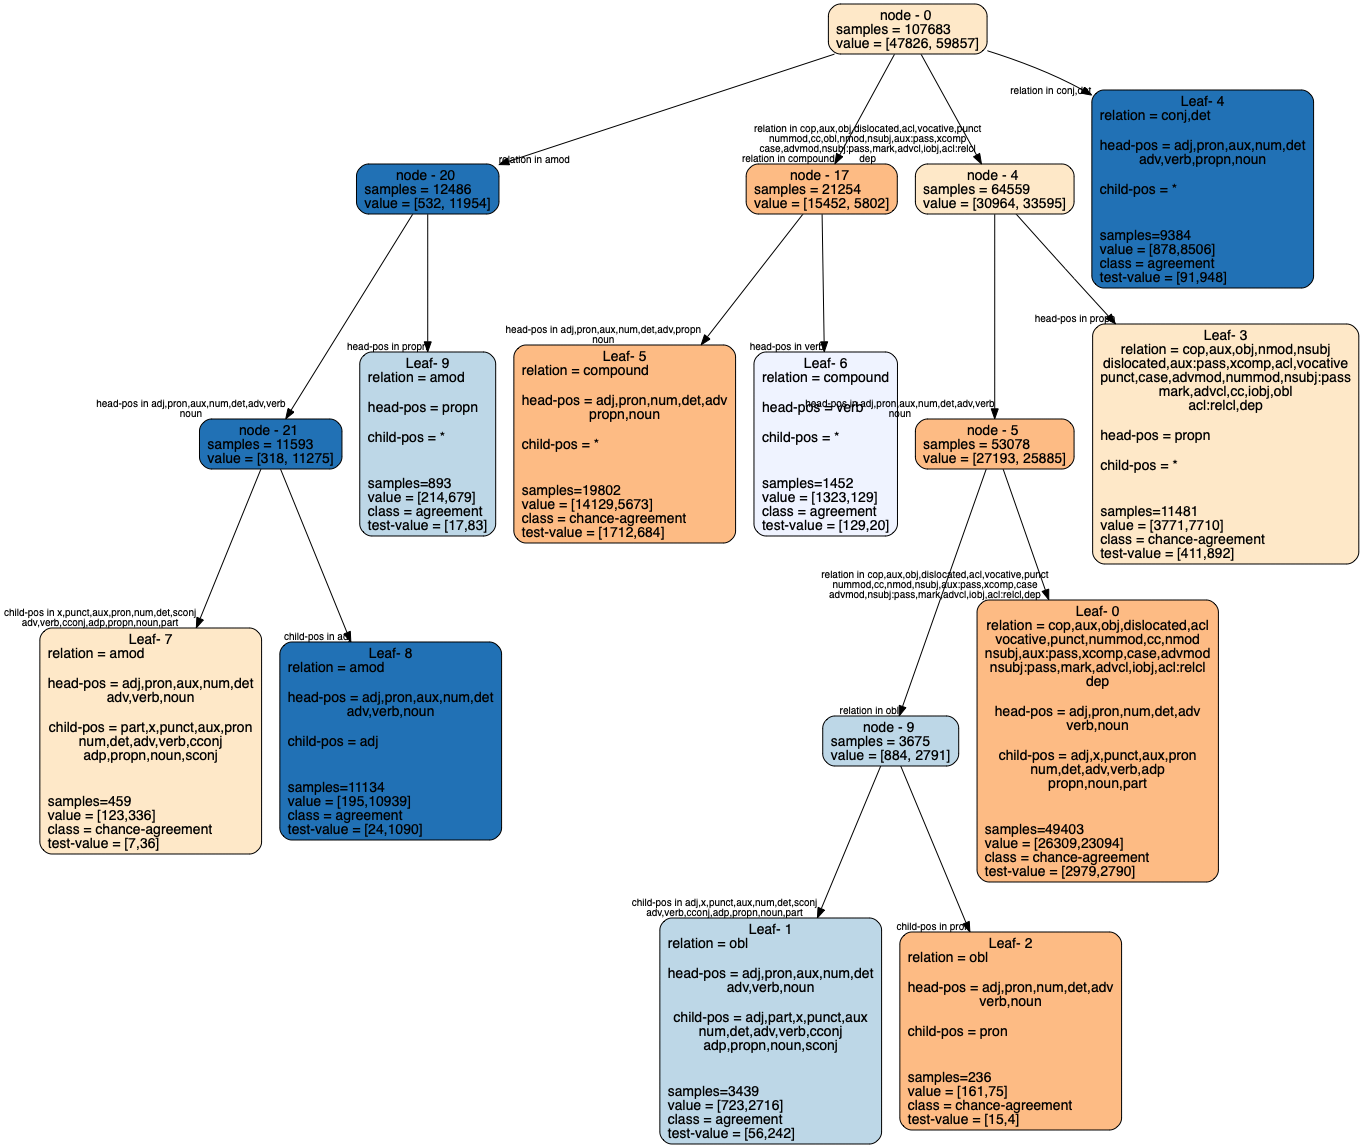 node - 0
samples = 107683
value = [47826, 59857]
relation in amod
relation in compound
relation in cop,aux,obj,dislocated,acl,vocative,punct
nummod,cc,obl,nmod,nsubj,aux:pass,xcomp
case,advmod,nsubj:pass,mark,advcl,iobj,acl:relcl
dep
relation in conj,det
node - 20
samples = 12486
value = [532, 11954]
node - 17
samples = 21254
value = [15452, 5802]
node - 4
samples = 64559
value = [30964, 33595]
Leaf- 4
relation = conj,det
head-pos = adj,pron,aux,num,det
adv,verb,propn,noun
child-pos = *
samples=9384
value = [878,8506]
class = agreement
test-value = [91,948]
head-pos in adj,pron,aux,num,det,adv,verb
noun
head-pos in propn
head-pos in adj,pron,aux,num,det,adv,propn
noun
head-pos in verb
head-pos in adj,pron,aux,num,det,adv,verb
noun
head-pos in propn
node - 21
samples = 11593
value = [318, 11275]
Leaf- 9
relation = amod
head-pos = propn
child-pos = *
samples=893
value = [214,679]
class = agreement
test-value = [17,83]
Leaf- 5
relation = compound
head-pos = adj,pron,num,det,adv
propn,noun
child-pos = *
samples=19802
value = [14129,5673]
class = chance-agreement
test-value = [1712,684]
Leaf- 6
relation = compound
head-pos = verb
child-pos = *
samples=1452
value = [1323,129]
class = agreement
test-value = [129,20]
node - 5
samples = 53078
value = [27193, 25885]
Leaf- 3
relation = cop,aux,obj,nmod,nsubj
dislocated,aux:pass,xcomp,acl,vocative
punct,case,advmod,nummod,nsubj:pass
mark,advcl,cc,iobj,obl
acl:relcl,dep
head-pos = propn
child-pos = *
samples=11481
value = [3771,7710]
class = chance-agreement
test-value = [411,892]
child-pos in x,punct,aux,pron,num,det,sconj
adv,verb,cconj,adp,propn,noun,part
child-pos in adj
relation in obl
relation in cop,aux,obj,dislocated,acl,vocative,punct
nummod,cc,nmod,nsubj,aux:pass,xcomp,case
advmod,nsubj:pass,mark,advcl,iobj,acl:relcl,dep
Leaf- 7
relation = amod
head-pos = adj,pron,aux,num,det
adv,verb,noun
child-pos = part,x,punct,aux,pron
num,det,adv,verb,cconj
adp,propn,noun,sconj
samples=459
value = [123,336]
class = chance-agreement
test-value = [7,36]
Leaf- 8
relation = amod
head-pos = adj,pron,aux,num,det
adv,verb,noun
child-pos = adj
samples=11134
value = [195,10939]
class = agreement
test-value = [24,1090]
node - 9
samples = 3675
value = [884, 2791]
Leaf- 0
relation = cop,aux,obj,dislocated,acl
vocative,punct,nummod,cc,nmod
nsubj,aux:pass,xcomp,case,advmod
nsubj:pass,mark,advcl,iobj,acl:relcl
dep
head-pos = adj,pron,num,det,adv
verb,noun
child-pos = adj,x,punct,aux,pron
num,det,adv,verb,adp
propn,noun,part
samples=49403
value = [26309,23094]
class = chance-agreement
test-value = [2979,2790]
child-pos in adj,x,punct,aux,num,det,sconj
adv,verb,cconj,adp,propn,noun,part
child-pos in pron
Leaf- 1
relation = obl
head-pos = adj,pron,aux,num,det
adv,verb,noun
child-pos = adj,part,x,punct,aux
num,det,adv,verb,cconj
adp,propn,noun,sconj
samples=3439
value = [723,2716]
class = agreement
test-value = [56,242]
Leaf- 2
relation = obl
head-pos = adj,pron,num,det,adv
verb,noun
child-pos = pron
samples=236
value = [161,75]
class = chance-agreement
test-value = [15,4]